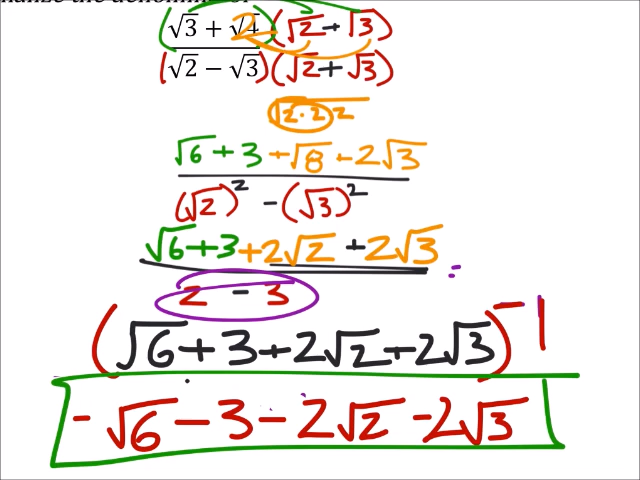 (√3 + √4)(√2 + √3)
2
(√2 − √3)(√2 + √3)
√2·2·2
√6 + 3 + √8 + 2√3
(√2)² − (√3)²
√6 + 3 + 2√2 + 2√3
2 − 3
(√6 + 3 + 2√2 + 2√3) −1
−√6 − 3 − 2√2 − 2√3